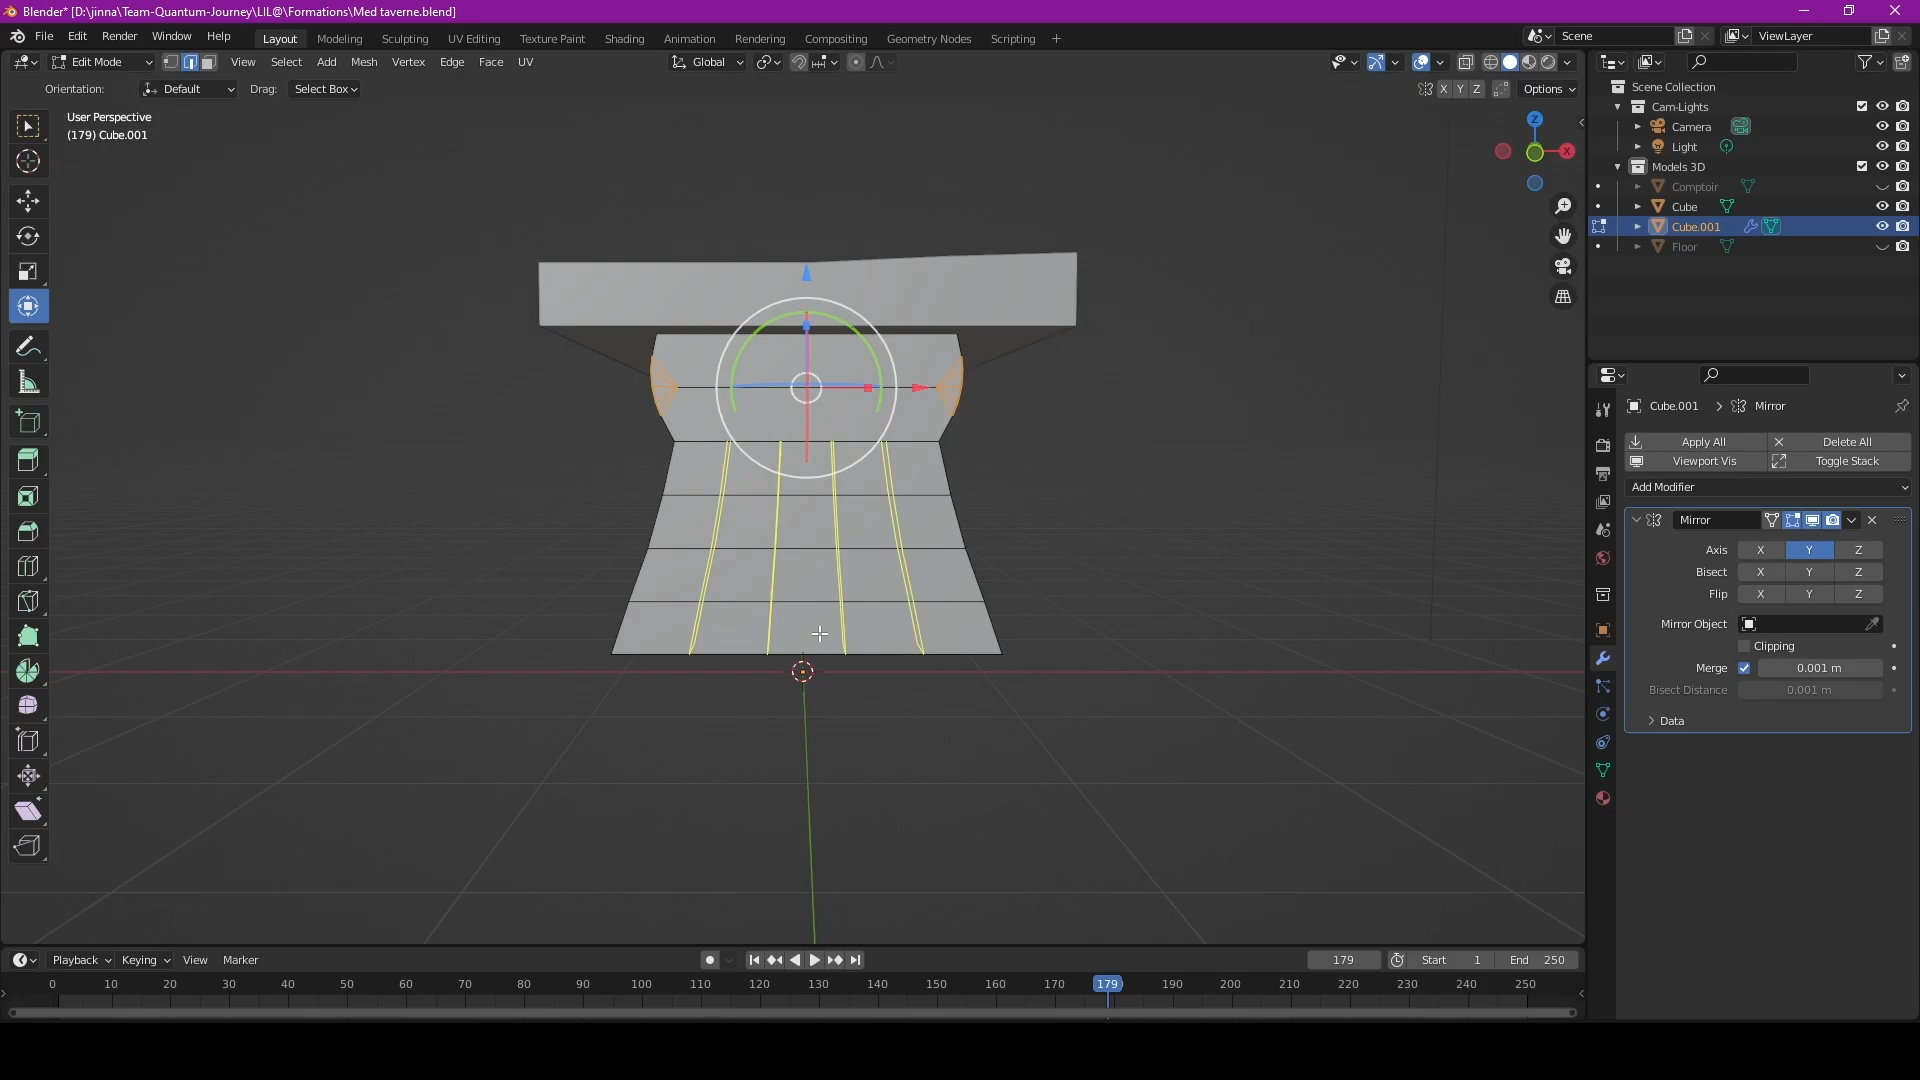 Blender* [D:\jinna\Team-Quantum-Journey\LIL@\Formations\Med taverne.blend]
File Edit Render Window Help Layout Modeling Sculpting UV Editing Texture Paint Shading Animation Rendering Compositing Geometry Nodes Scripting + Scene ViewLayer
Edit Mode View Select Add Mesh Vertex Edge Face UV Global
Orientation: Default Drag: Select Box X Y Z Options
User Perspective
(179) Cube.001
Z
X
Scene Collection
Cam-Lights
Camera
Light
Models 3D
Comptoir
Cube
Cube.001
Floor
Cube.001 > Mirror
Apply All Delete All
Viewport Vis Toggle Stack
Add Modifier
Mirror
Axis X Y Z
Bisect X Y Z
Flip X Y Z
Mirror Object
Clipping
Merge 0.001 m
Bisect Distance 0.001 m
Data
Playback Keying View Marker 179 Start 1 End 250
0 10 20 30 40 50 60 70 80 90 100 110 120 130 140 150 160 170 179 190 200 210 220 230 240 250